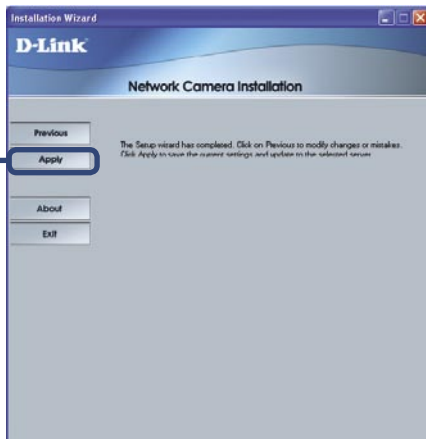 Installation Wizard
D-Link
Network Camera Installation
Previous
The Setup wizard has completed. Click on Previous to modify changes or mistakes.
Apply
Click Apply to save the current settings and update to the selected server.
About
Exit